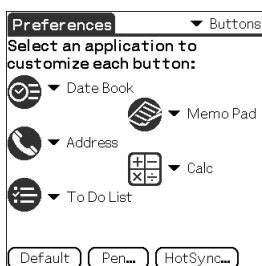 Preferences Buttons
Select an application to
customize each button:
Date Book
Memo Pad
Address
Calc
To Do List
Default Pen... HotSync...